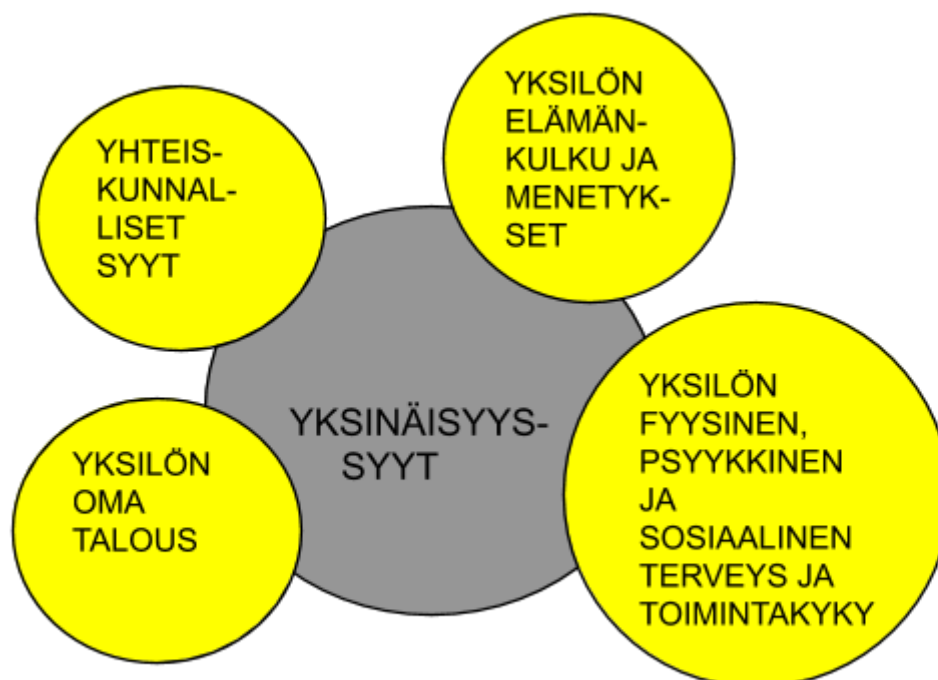 YHTEIS-
KUNNAL-
LISET
SYYT
YKSILÖN
ELÄMÄN-
KULKU JA
MENETYK-
SET
YKSINÄISYYS-
SYYT
YKSILÖN
OMA
TALOUS
YKSILÖN
FYYSINEN,
PSYYKKINEN
JA
SOSIAALINEN
TERVEYS JA
TOIMINTAKYKY